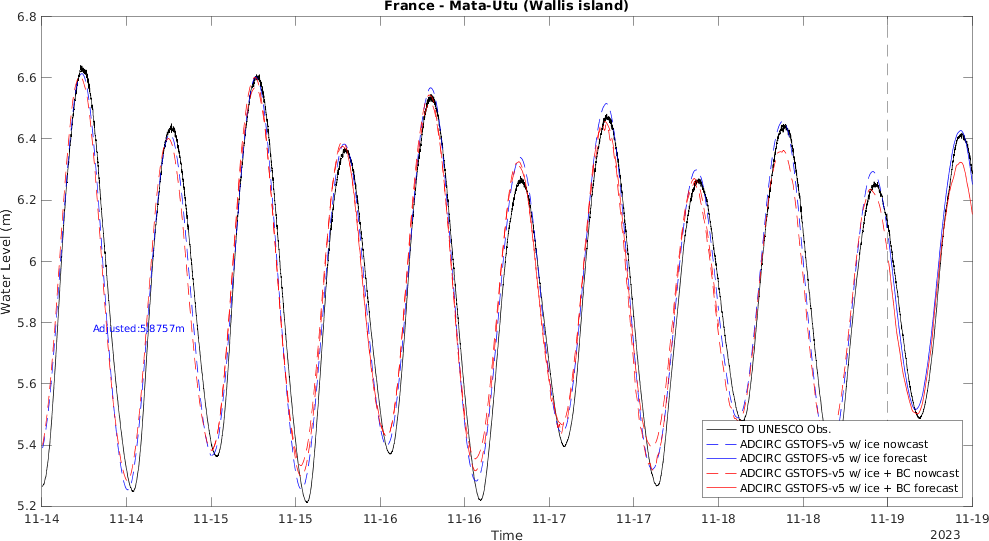 France - Mata-Utu (Wallis island)
Water Level (m)
6.8
6.6
6.4
6.2
6
5.8
5.6
5.4
5.2
Adjusted:5.8757m
TD UNESCO Obs.
ADCIRC GSTOFS-v5 w/ ice nowcast
ADCIRC GSTOFS-v5 w/ ice forecast
ADCIRC GSTOFS-v5 w/ ice + BC nowcast
ADCIRC GSTOFS-v5 w/ ice + BC forecast
11-14 11-14 11-15 11-15 11-16 11-16 11-17 11-17 11-18 11-18 11-19 11-19
Time
2023